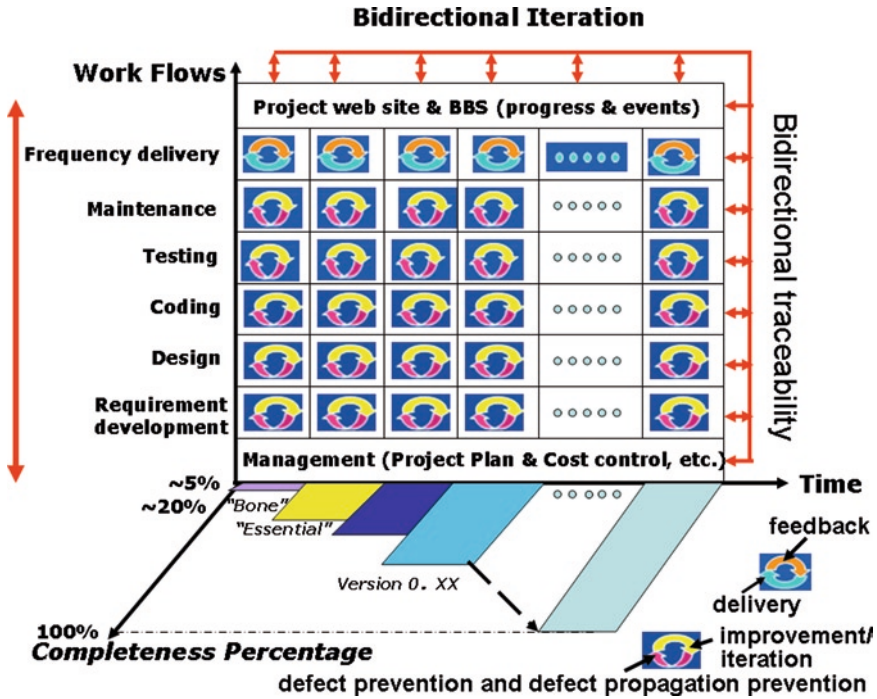 Bidirectional Iteration
Work Flows
Project web site & BBS (progress & events)
Frequency delivery
Maintenance
Testing
Coding
Design
Requirement
development
Management (Project Plan & Cost control, etc.)
Bidirectional traceability
~5%
~20%
"Bone"
"Essential"
Version 0. XX
Time
feedback
delivery
100%
Completeness Percentage
improvement/
iteration
defect prevention and defect propagation prevention